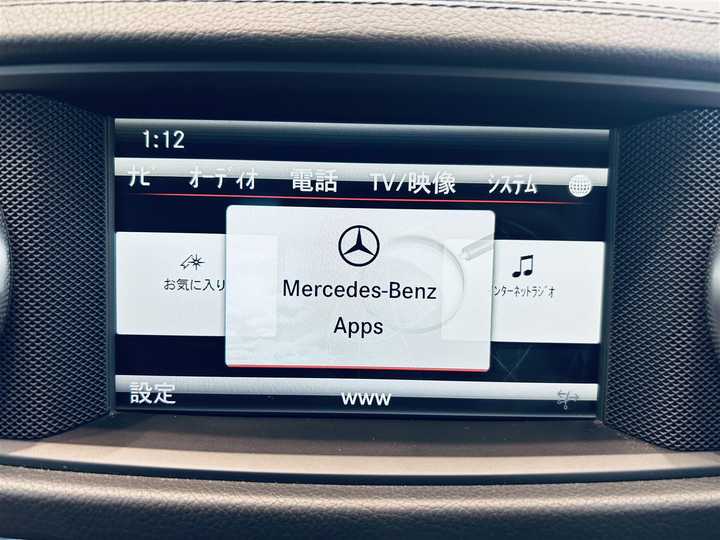 1:12
ﾅﾋﾞ ｵｰﾃﾞｨｵ 電話 TV/映像 ｼｽﾃﾑ
お気に入り
Mercedes-Benz
Apps
ﾝﾀｰﾈｯﾄﾗｼﾞｵ
設定 www